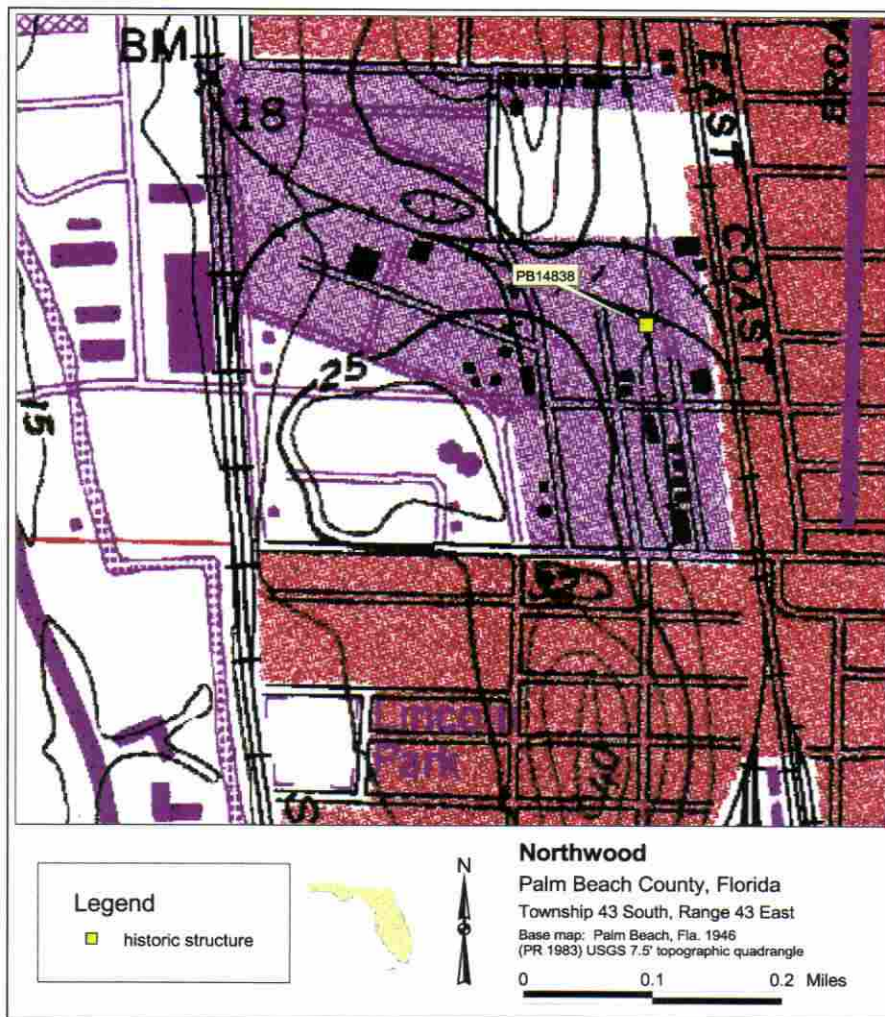 BM
18
EAST
COAST
BRO
PB14838
25
15
Lincoln
Park
S
Legend
historic structure
N
Northwood
Palm Beach County, Florida
Township 43 South, Range 43 East
Base map: Palm Beach, Fla. 1946
(PR 1983) USGS 7.5' topographic quadrangle
0 0.1 0.2 Miles